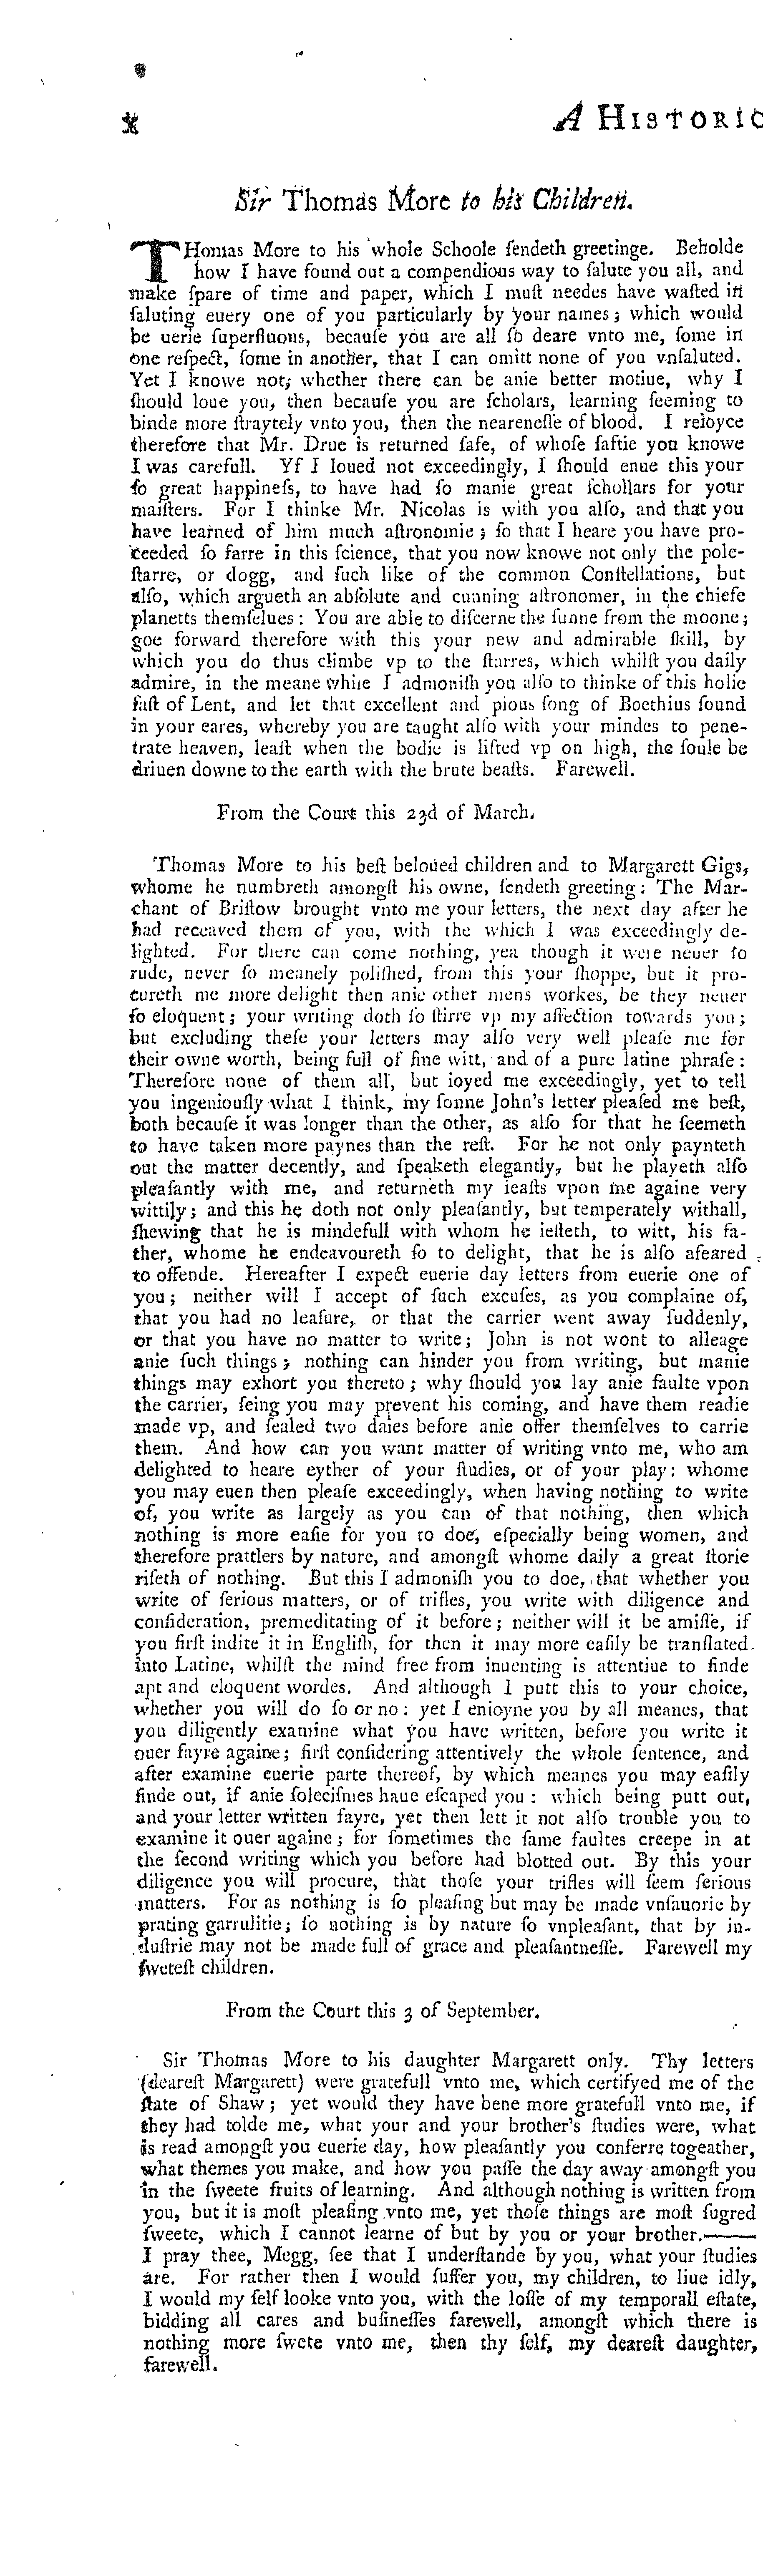 x
A HISTORIC
Sir Thomas More to his Children.
THomas More to his whole Schoole ſendeth greetinge. Beholde
how I have found out a compendious way to ſalute you all, and
make ſpare of time and paper, which I muſt needes have waſted in
ſaluting euery one of you particularly by your names; which would
be uerie ſuperfluous, becauſe you are all ſo deare vnto me, ſome in
one reſpect, ſome in another, that I can omitt none of you vnſaluted.
Yet I knowe not, whether there can be anie better motiue, why I
ſhould loue you, then becauſe you are ſcholars, learning ſeeming to
binde more ſtraytely vnto you, then the neareneſſe of blood. I reioyce
therefore that Mr. Drue is returned ſafe, of whoſe ſaftie you knowe
I was carefull. Yf I loued not exceedingly, I ſhould enue this your
ſo great happineſs, to have had ſo manie great ſchollars for your
maiſters. For I thinke Mr. Nicolas is with you alſo, and that you
have learned of him much aſtronomie; ſo that I heare you have pro-
ceeded ſo farre in this ſcience, that you now knowe not only the pole-
ſtarre, or dogg, and ſuch like of the common Conſtellations, but
alſo, which argueth an abſolute and cunning aſtronomer, in the chiefe
planetts themſelues: You are able to diſcerne the ſunne from the moone;
goe forward therefore with this your new and admirable ſkill, by
which you do thus climbe vp to the ſtarres, which whilſt you daily
admire, in the meane while I admoniſh you alſo to thinke of this holie
faſt of Lent, and let that excellent and pious ſong of Boethius ſound
in your eares, whereby you are taught alſo with your mindes to pene-
trate heaven, leaſt when the bodie is lifted vp on high, the ſoule be
driuen downe to the earth with the brute beaſts. Farewell.
From the Court this 23d of March.
Thomas More to his beſt beloued children and to Margarett Gigs,
whome he numbreth amongſt his owne, ſendeth greeting: The Mar-
chant of Briſtow brought vnto me your letters, the next day after he
had receaved them of you, with the which I was exceedingly de-
lighted. For there can come nothing, yea though it were neuer ſo
rude, never ſo meanely poliſhed, from this your ſhoppe, but it pro-
cureth me more delight then anie other mens workes, be they neuer
ſo eloquent; your writing doth ſo ſtirre vp my affection towards you;
but excluding theſe your letters may alſo very well pleaſe me for
their owne worth, being full of fine witt, and of a pure latine phraſe:
Therefore none of them all, but ioyed me exceedingly, yet to tell
you ingeniouſly what I think, my ſonne John's letter pleaſed me beſt,
both becauſe it was longer than the other, as alſo for that he ſeemeth
to have taken more paynes than the reſt. For he not only paynteth
out the matter decently, and ſpeaketh elegantly, but he playeth alſo
pleaſantly with me, and returneth my ieaſts vpon me againe very
wittily; and this he doth not only pleaſantly, but temperately withall,
ſhewing that he is mindefull with whom he ieſteth, to witt, his fa-
ther, whome he endeavoureth ſo to delight, that he is alſo afeared
to offende. Hereafter I expect euerie day letters from euerie one of
you; neither will I accept of ſuch excuſes, as you complaine of,
that you had no leaſure, or that the carrier went away ſuddenly,
or that you have no matter to write; John is not wont to alleage
anie ſuch things; nothing can hinder you from writing, but manie
things may exhort you thereto; why ſhould you lay anie faulte vpon
the carrier, ſeing you may prevent his coming, and have them readie
made vp, and ſealed two daies before anie offer themſelves to carrie
them. And how can you want matter of writing vnto me, who am
delighted to heare eyther of your ſtudies, or of your play: whome
you may euen then pleaſe exceedingly, when having nothing to write
of, you write as largely as you can of that nothing, then which
nothing is more eaſie for you to doe, eſpecially being women, and
therefore prattlers by nature, and amongſt whome daily a great ſtorie
riſeth of nothing. But this I admoniſh you to doe, that whether you
write of ſerious matters, or of trifles, you write with diligence and
conſideration, premeditating of it before; neither will it be amiſſe, if
you firſt indite it in Engliſh, for then it may more eaſily be tranſlated
into Latine, whilſt the mind free from inuenting is attentiue to finde
apt and eloquent wordes. And although I putt this to your choice,
whether you will do ſo or no: yet I enioyne you by all meanes, that
you diligently examine what you have written, before you write it
ouer fayre againe; firſt conſidering attentively the whole ſentence, and
after examine euerie parte thereof, by which meanes you may eaſily
finde out, if anie ſoleciſmes haue eſcaped you: which being putt out,
and your letter written fayre, yet then lett it not alſo trouble you to
examine it ouer againe; for ſometimes the ſame faultes creepe in at
the ſecond writing which you before had blotted out. By this your
diligence you will procure, that thoſe your trifles will ſeem ſerious
matters. For as nothing is ſo pleaſing but may be made vnſauorie by
prating garrulitie; ſo nothing is by nature ſo vnpleaſant, that by in-
duſtrie may not be made full of grace and pleaſantneſſe. Farewell my
ſweteſt children.
From the Court this 3 of September.
Sir Thomas More to his daughter Margarett only. Thy letters
(deareſt Margarett) were gratefull vnto me, which certifyed me of the
ſtate of Shaw; yet would they have bene more gratefull vnto me, if
they had tolde me, what your and your brother's ſtudies were, what
is read amongſt you euerie day, how pleaſantly you conferre togeather,
what themes you make, and how you paſſe the day away amongſt you
in the ſweete fruits of learning. And although nothing is written from
you, but it is moſt pleaſing vnto me, yet thoſe things are moſt ſugred
ſweete, which I cannot learne of but by you or your brother.——
I pray thee, Megg, ſee that I underſtande by you, what your ſtudies
are. For rather then I would ſuffer you, my children, to liue idly,
I would my ſelf looke vnto you, with the loſſe of my temporall eſtate,
bidding all cares and buſineſſes farewell, amongſt which there is
nothing more ſwete vnto me, then thy ſelf, my deareſt daughter,
farewell.